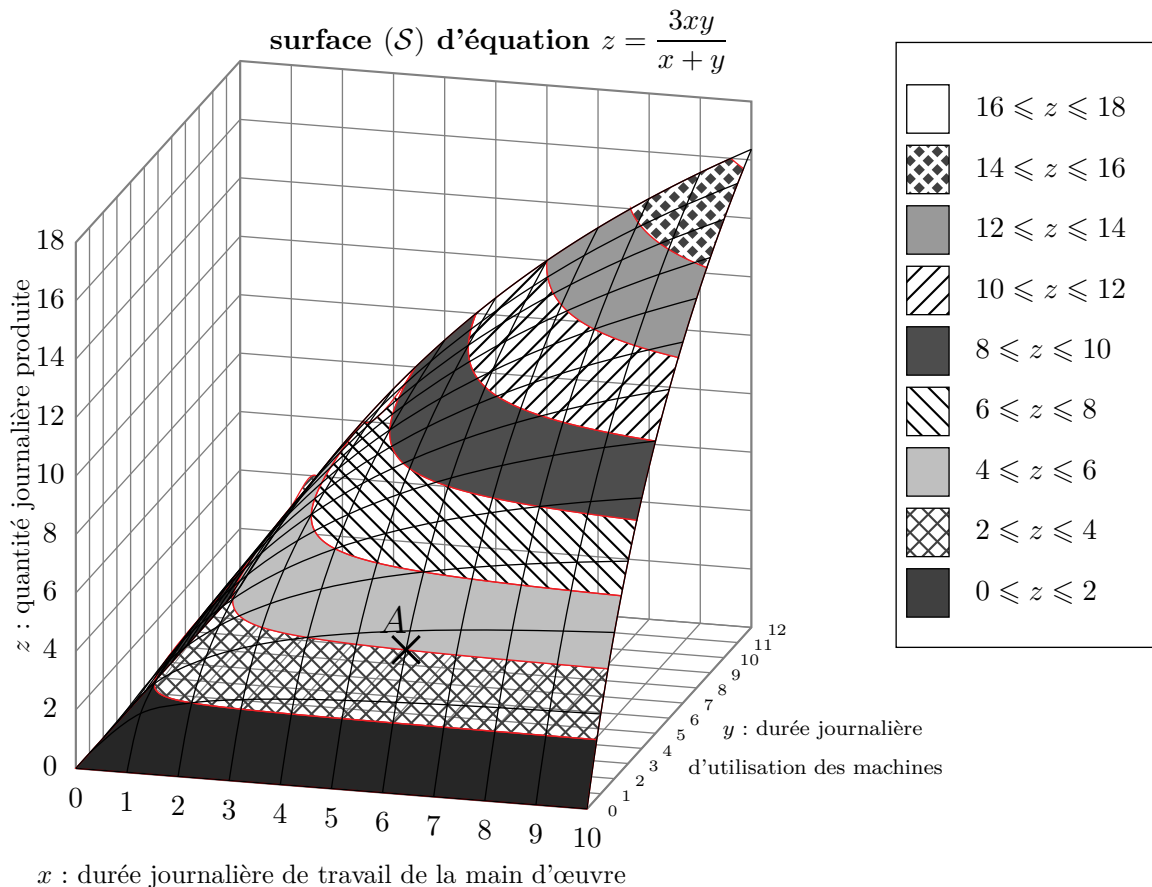 surface (𝒮) d'équation z = 3xy / (x + y)
16 ⩽ z ⩽ 18
14 ⩽ z ⩽ 16
12 ⩽ z ⩽ 14
10 ⩽ z ⩽ 12
8 ⩽ z ⩽ 10
6 ⩽ z ⩽ 8
4 ⩽ z ⩽ 6
2 ⩽ z ⩽ 4
0 ⩽ z ⩽ 2
z : quantité journalière produite
18
16
14
12
10
8
6
4
2
0
A
0 1 2 3 4 5 6 7 8 9 10
0 1 2 3 4 5 6 7 8 9 10 11 12
y : durée journalière
d'utilisation des machines
x : durée journalière de travail de la main d'œuvre